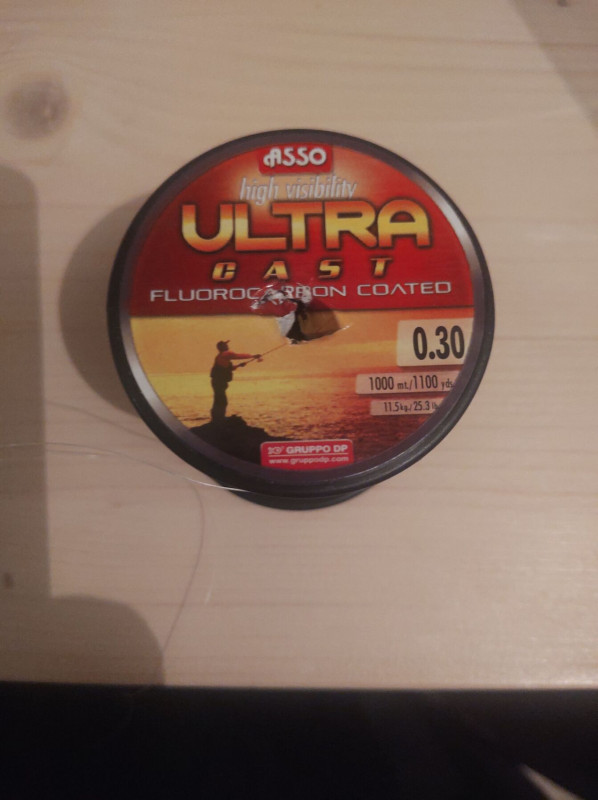 ASSO
high visibility
ULTRA
CAST
FLUOROCARBON COATED
0.30
1000 mt./1100 yds
11.5kg./25.3 lb
GRUPPO DP
www.gruppodp.com